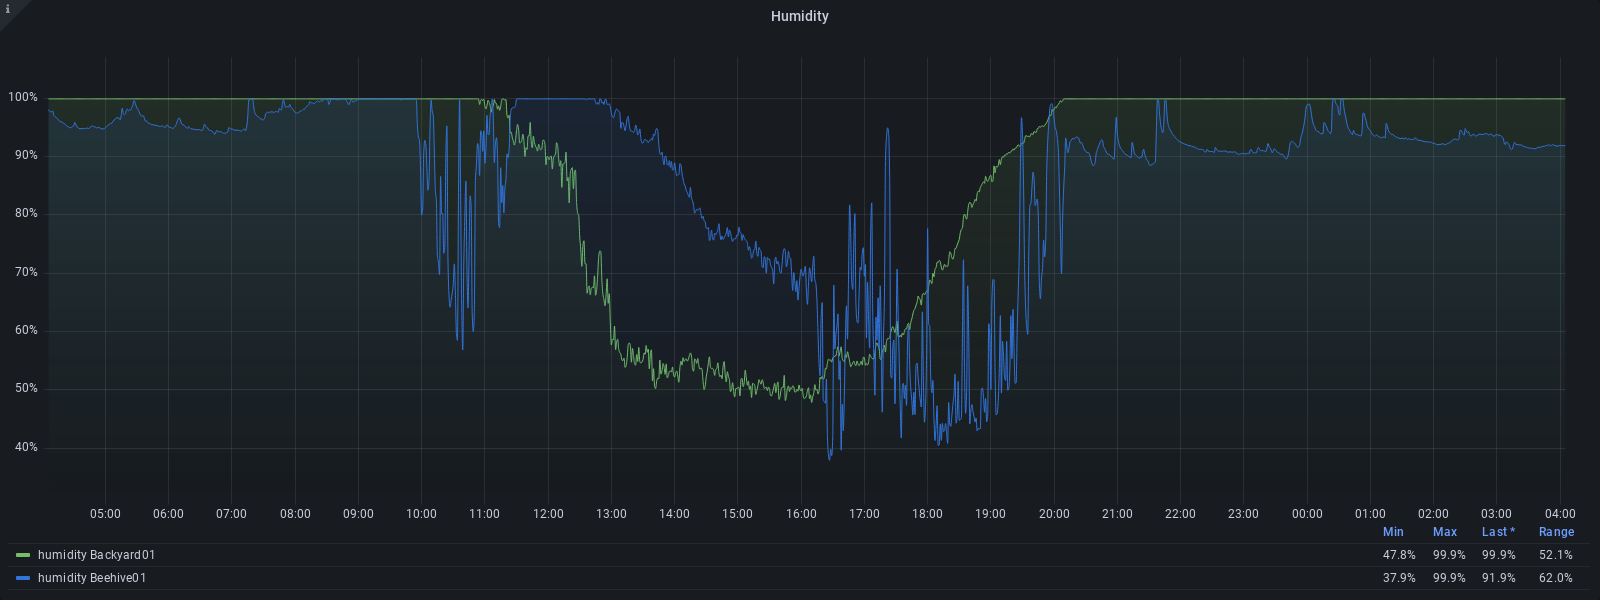 i
Humidity
100%
90%
80%
70%
60%
50%
40%
05:00 06:00 07:00 08:00 09:00 10:00 11:00 12:00 13:00 14:00 15:00 16:00 17:00 18:00 19:00 20:00 21:00 22:00 23:00 00:00 01:00 02:00 03:00 04:00
Min Max Last * Range
humidity Backyard01 47.8% 99.9% 99.9% 52.1%
humidity Beehive01 37.9% 99.9% 91.9% 62.0%